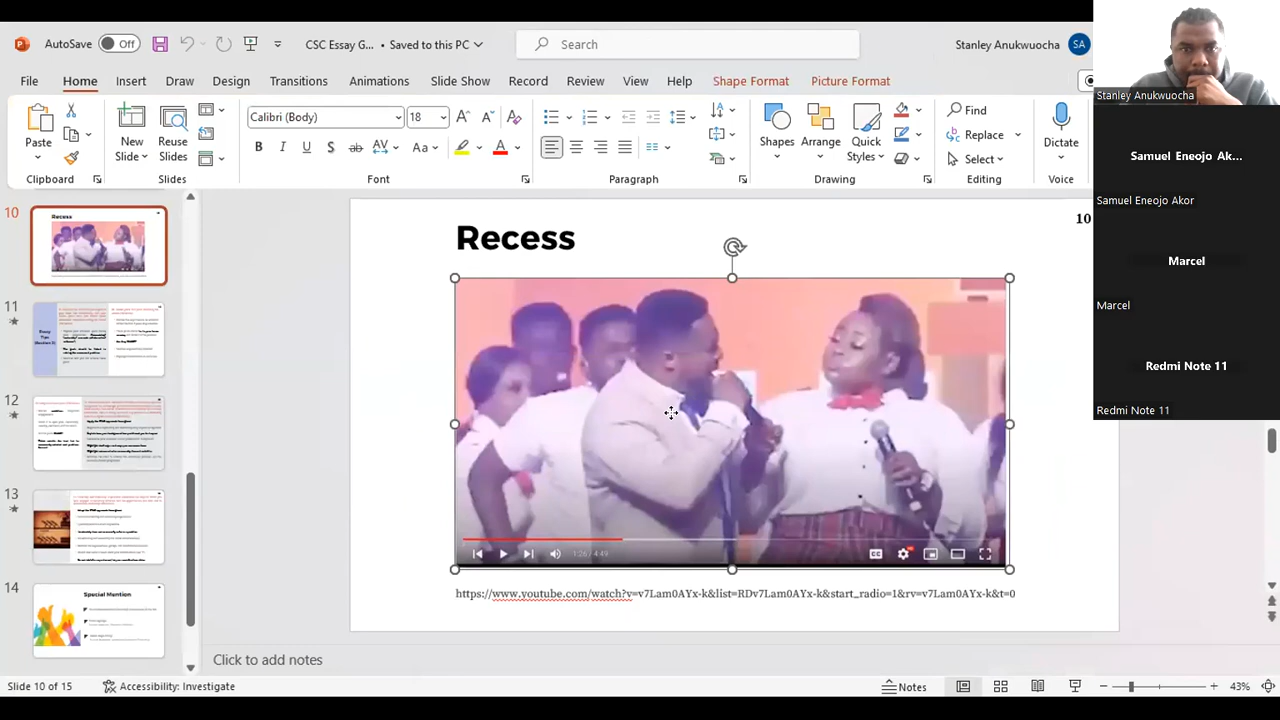 AutoSave Off CSC Essay G... • Saved to this PC Search Stanley Anukwuocha SA
File Home Insert Draw Design Slide Show Transitions Animations Record Review View Help Shape Format Picture Format
Paste New Slide Reuse Slides
Calibri (Body) 18
Shapes Arrange Quick Styles
Find
Replace
Select
Dictate
Slides Font Paragraph Drawing Editing Voice
Stanley Anukwuocha
Samuel Eneojo Ak...
Samuel Eneojo Akor
Marcel
Marcel
Redmi Note 11
Redmi Note 11
10
Recess
11
12
13
14
Special Mention
10
Recess
1:26 / 4:49
https://www.youtube.com/watch?v=v7Lam0AYx-k&list=RDv7Lam0AYx-k&start_radio=1&rv=v7Lam0AYx-k&t=0
Click to add notes
Slide 10 of 15 Accessibility: Investigate Notes 43%